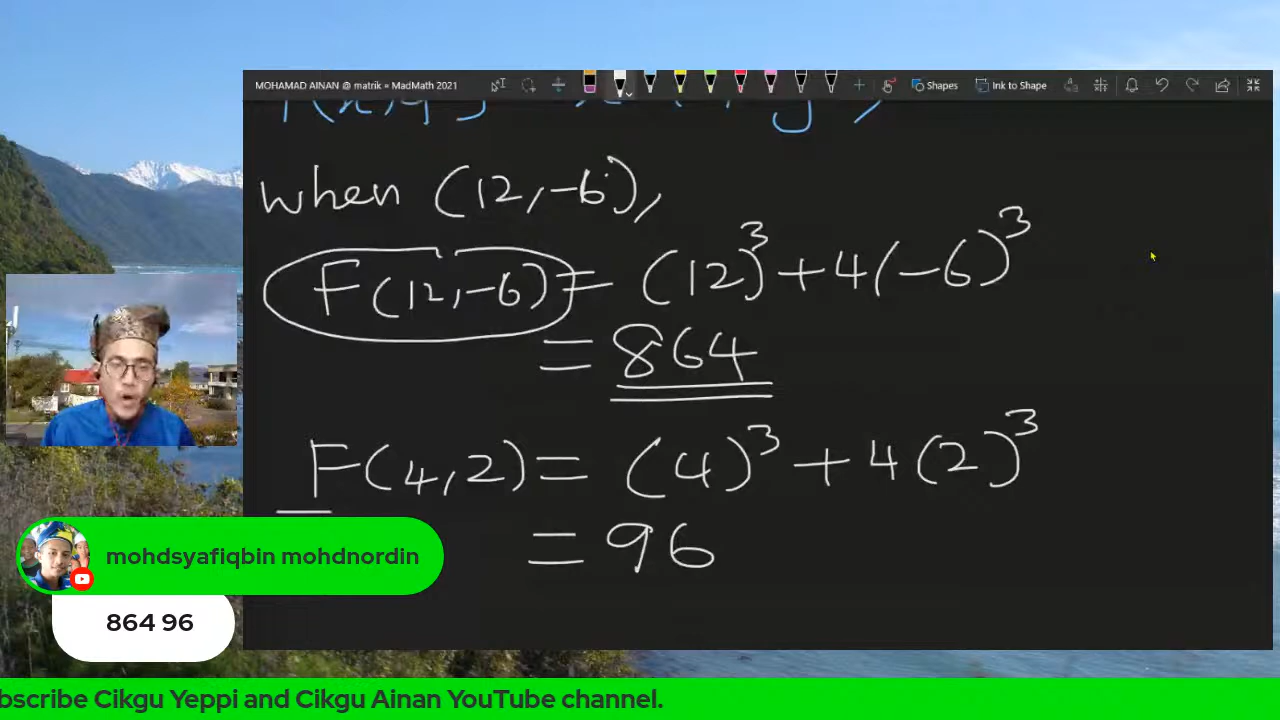 MOHAMAD AINAN @ matrik = MadMath 2021
Shapes
Ink to Shape
when (12,-6),
F(12,-6) = (12)³ + 4(-6)³
= 864
F(4,2) = (4)³ + 4(2)³
= 96
mohdsyafiqbin mohdnordin
864 96
bscribe Cikgu Yeppi and Cikgu Ainan YouTube channel.